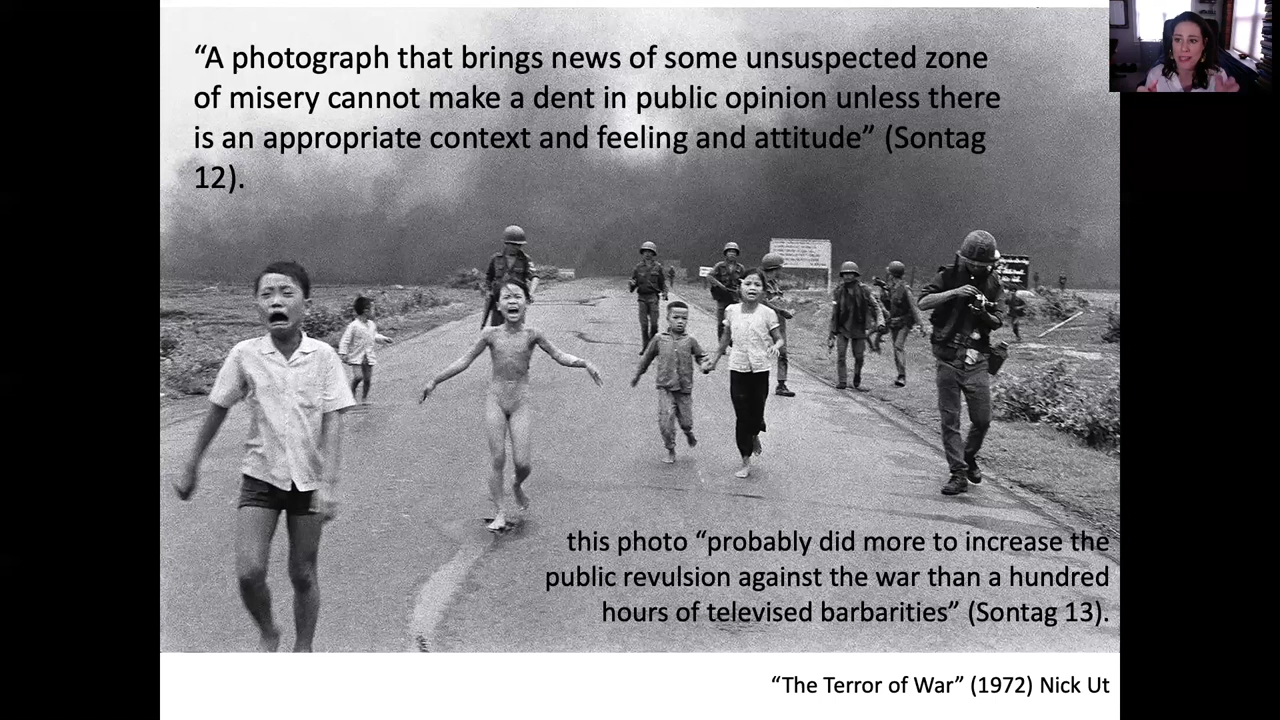 “A photograph that brings news of some unsuspected zone
of misery cannot make a dent in public opinion unless there
is an appropriate context and feeling and attitude” (Sontag
12).
this photo “probably did more to increase the
public revulsion against the war than a hundred
hours of televised barbarities” (Sontag 13).
“The Terror of War” (1972) Nick Ut